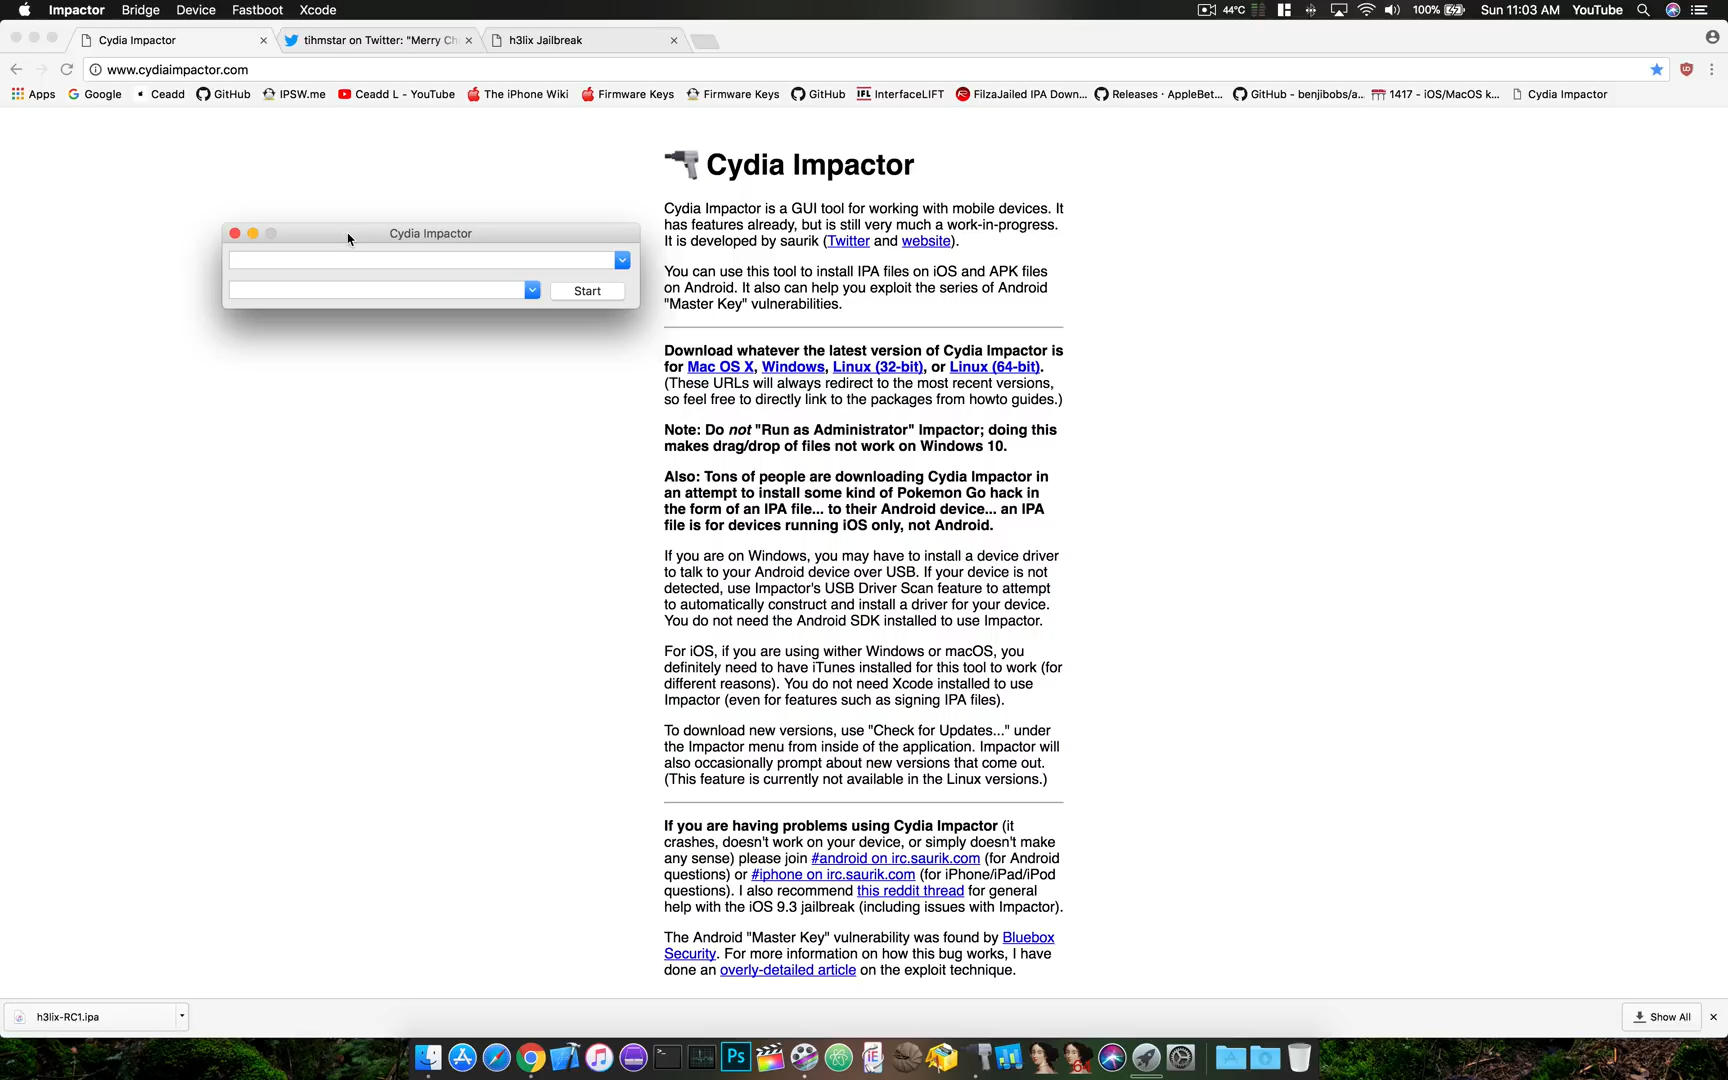 Impactor Bridge Device Fastboot Xcode 44°C 100% Sun 11:03 AM YouTube
Cydia Impactor tihmstar on Twitter: "Merry Ch h3lix Jailbreak
www.cydiaimpactor.com
Apps Google Ceadd GitHub IPSW.me Ceadd L - YouTube The iPhone Wiki Firmware Keys Firmware Keys GitHub IFL InterfaceLIFT FilzaJailed IPA Down... Releases · AppleBet... GitHub - benjibobs/a... 1417 - iOS/MacOS k... Cydia Impactor
Cydia Impactor
Cydia Impactor is a GUI tool for working with mobile devices. It
has features already, but is still very much a work-in-progress.
It is developed by saurik (Twitter and website).
Cydia Impactor
Start
You can use this tool to install IPA files on iOS and APK files
on Android. It also can help you exploit the series of Android
"Master Key" vulnerabilities.
Download whatever the latest version of Cydia Impactor is
for Mac OS X, Windows, Linux (32-bit), or Linux (64-bit).
(These URLs will always redirect to the most recent versions,
so feel free to directly link to the packages from howto guides.)
Note: Do not "Run as Administrator" Impactor; doing this
makes drag/drop of files not work on Windows 10.
Also: Tons of people are downloading Cydia Impactor in
an attempt to install some kind of Pokemon Go hack in
the form of an IPA file... to their Android device... an IPA
file is for devices running iOS only, not Android.
If you are on Windows, you may have to install a device driver
to talk to your Android device over USB. If your device is not
detected, use Impactor's USB Driver Scan feature to attempt
to automatically construct and install a driver for your device.
You do not need the Android SDK installed to use Impactor.
For iOS, if you are using wither Windows or macOS, you
definitely need to have iTunes installed for this tool to work (for
different reasons). You do not need Xcode installed to use
Impactor (even for features such as signing IPA files).
To download new versions, use "Check for Updates..." under
the Impactor menu from inside of the application. Impactor will
also occasionally prompt about new versions that come out.
(This feature is currently not available in the Linux versions.)
If you are having problems using Cydia Impactor (it
crashes, doesn't work on your device, or simply doesn't make
any sense) please join #android on irc.saurik.com (for Android
questions) or #iphone on irc.saurik.com (for iPhone/iPad/iPod
questions). I also recommend this reddit thread for general
help with the iOS 9.3 jailbreak (including issues with Impactor).
The Android "Master Key" vulnerability was found by Bluebox
Security. For more information on how this bug works, I have
done an overly-detailed article on the exploit technique.
h3lix-RC1.ipa Show All
Ps